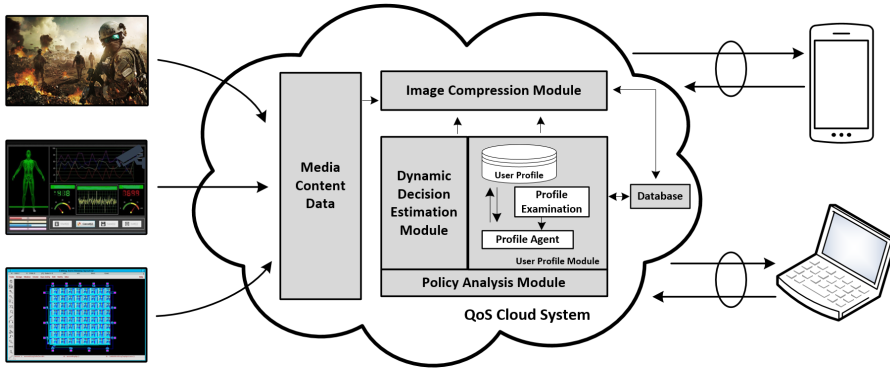 Image Compression Module
Media
Content
Data
Dynamic
Decision
Estimation
Module
User Profile
Profile
Examination
Profile Agent
User Profile Module
Database
Policy Analysis Module
QoS Cloud System